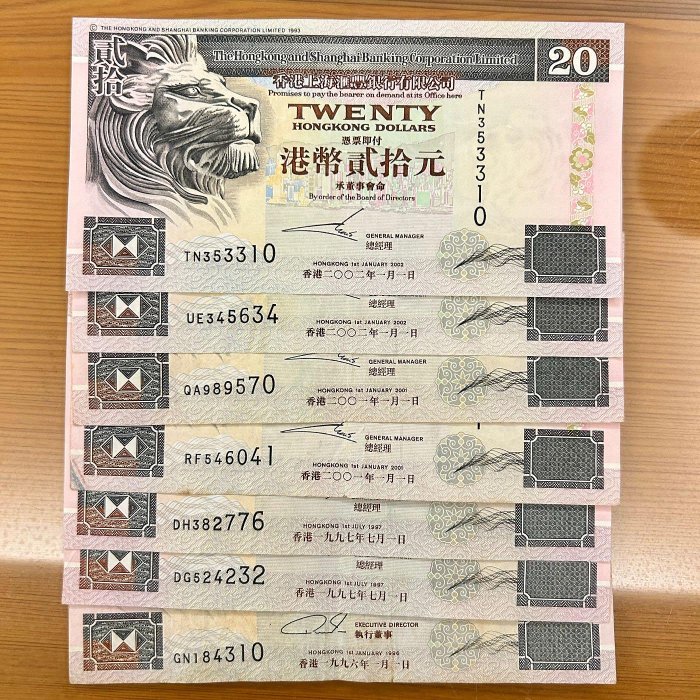 © THE HONGKONG AND SHANGHAI BANKING CORPORATION LIMITED 1993
貳拾
The Hongkong and Shanghai Banking Corporation Limited
20
香港上海滙豐銀行有限公司
Promises to pay the bearer on demand at its Office here
TWENTY
HONGKONG DOLLARS
憑票即付
港幣貳拾元
承董事會命
By order of the Board of Directors
TN353310
GENERAL MANAGER
總經理
TN353310
HONGKONG 1ST JANUARY 2002
香港二〇〇二年一月一日
總經理
UE345634
HONGKONG 1ST JANUARY 2002
香港二〇〇二年一月一日
GENERAL MANAGER
總經理
QA989570
HONGKONG 1ST JANUARY 2001
香港二〇〇一年一月一日
GENERAL MANAGER
總經理
RF546041
HONGKONG 1ST JANUARY 2001
香港二〇〇一年一月一日
總經理
DH382776
HONGKONG 1ST JULY 1997
香港一九九七年七月一日
總經理
DG524232
HONGKONG 1ST JULY 1997
香港一九九七年七月一日
EXECUTIVE DIRECTOR
執行董事
GN184310
HONGKONG 1ST JANUARY 1996
香港一九九六年一月一日